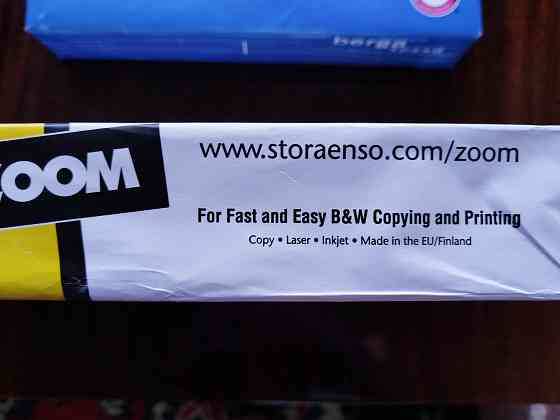 ZOOM
www.storaenso.com/zoom
For Fast and Easy B&W Copying and Printing
Copy • Laser • Inkjet • Made in the EU/Finland